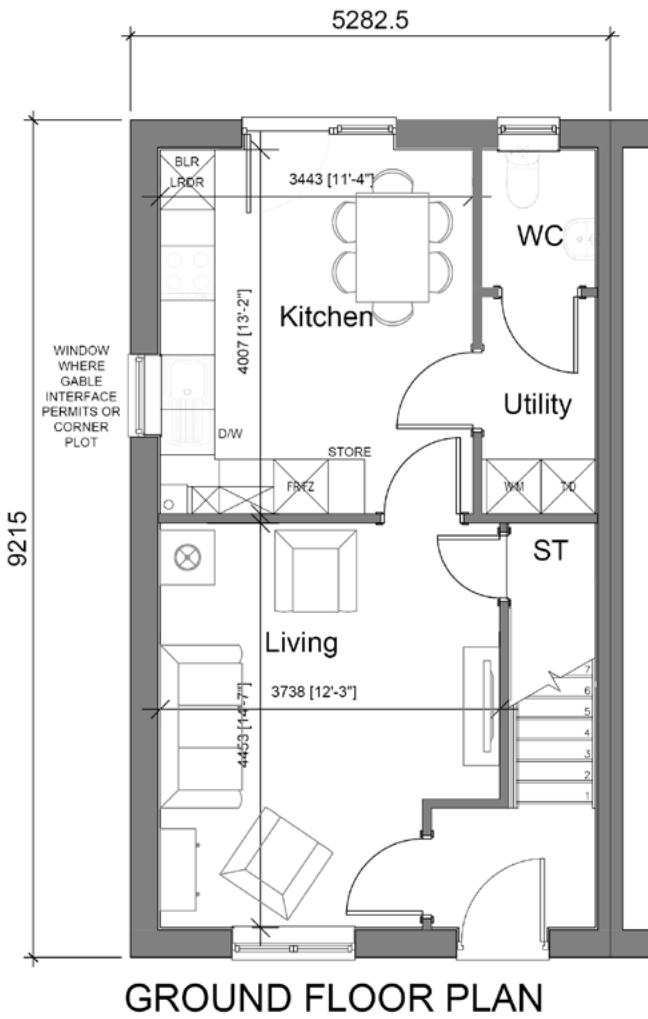 5282.5
BLR
LRDR
3443 [11'-4"]
WC
Kitchen
4007 [13'-2"]
WINDOW
WHERE
GABLE
INTERFACE
PERMITS OR
CORNER
PLOT
Utility
D/W
STORE
FR/FZ
WM
T/D
9215
ST
Living
3738 [12'-3"]
4453 [14'-7"]
7
6
5
4
3
2
1
GROUND FLOOR PLAN